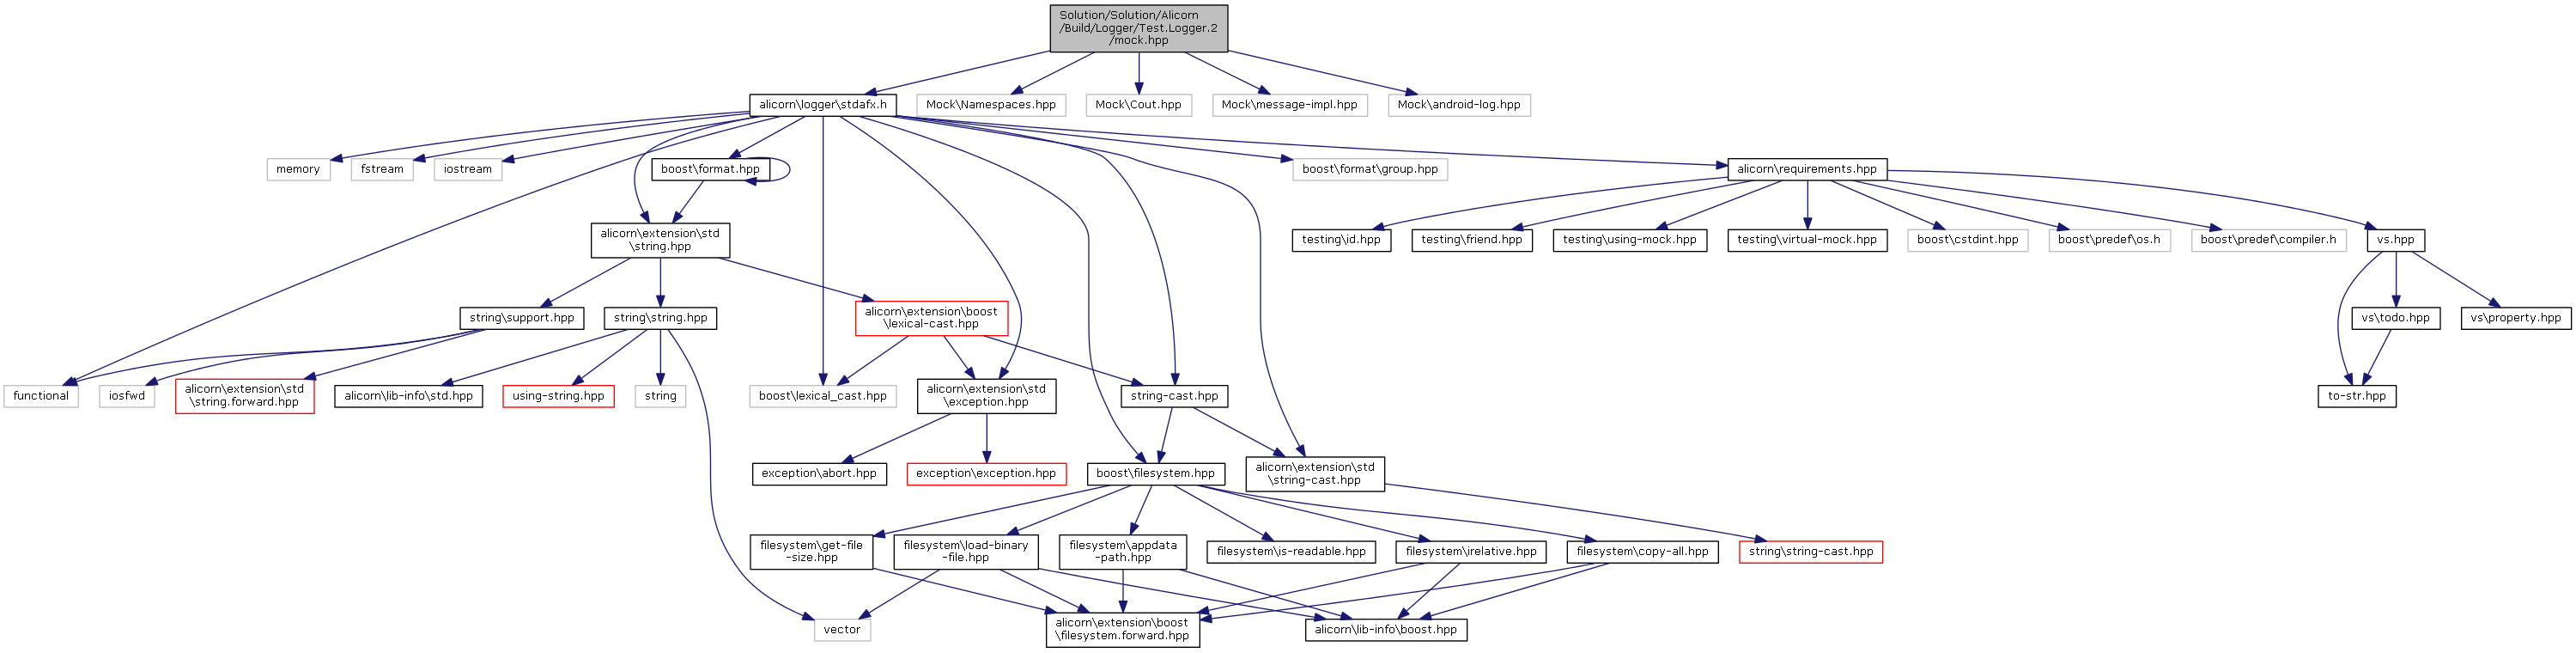 Solution/Solution/Alicorn
/Build/Logger/Test.Logger.2
/mock.hpp
alicorn\logger\stdafx.h
Mock\Namespaces.hpp
Mock\Cout.hpp
Mock\message-impl.hpp
Mock\android-log.hpp
memory
fstream
iostream
boost\format.hpp
boost\format\group.hpp
alicorn\requirements.hpp
alicorn\extension\std
\string.hpp
testing\id.hpp
testing\friend.hpp
testing\using-mock.hpp
testing\virtual-mock.hpp
boost\cstdint.hpp
boost\predef\os.h
boost\predef\compiler.h
vs.hpp
string\support.hpp
string\string.hpp
alicorn\extension\boost
\lexical-cast.hpp
vs\todo.hpp
vs\property.hpp
functional
iosfwd
alicorn\extension\std
\string.forward.hpp
alicorn\lib-info\std.hpp
using-string.hpp
string
boost\lexical_cast.hpp
alicorn\extension\std
\exception.hpp
string-cast.hpp
to-str.hpp
exception\abort.hpp
exception\exception.hpp
boost\filesystem.hpp
alicorn\extension\std
\string-cast.hpp
filesystem\get-file
-size.hpp
filesystem\load-binary
-file.hpp
filesystem\appdata
-path.hpp
filesystem\is-readable.hpp
filesystem\irelative.hpp
filesystem\copy-all.hpp
string\string-cast.hpp
vector
alicorn\extension\boost
\filesystem.forward.hpp
alicorn\lib-info\boost.hpp